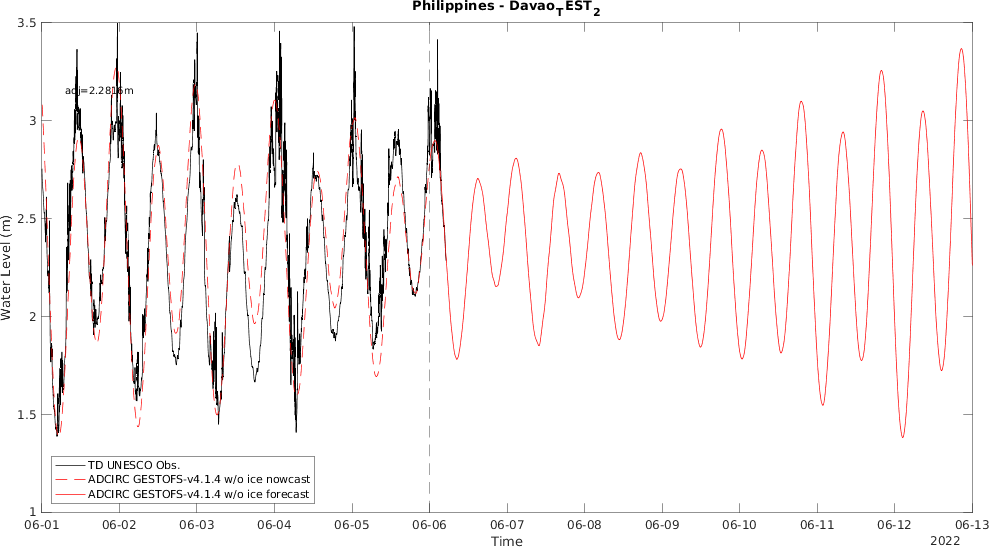 Philippines - Davao_TEST_2
3.5
3
2.5
2
1.5
1
Water Level (m)
adj=2.2816m
TD UNESCO Obs.
ADCIRC GESTOFS-v4.1.4 w/o ice nowcast
ADCIRC GESTOFS-v4.1.4 w/o ice forecast
06-01 06-02 06-03 06-04 06-05 06-06 06-07 06-08 06-09 06-10 06-11 06-12 06-13
Time
2022